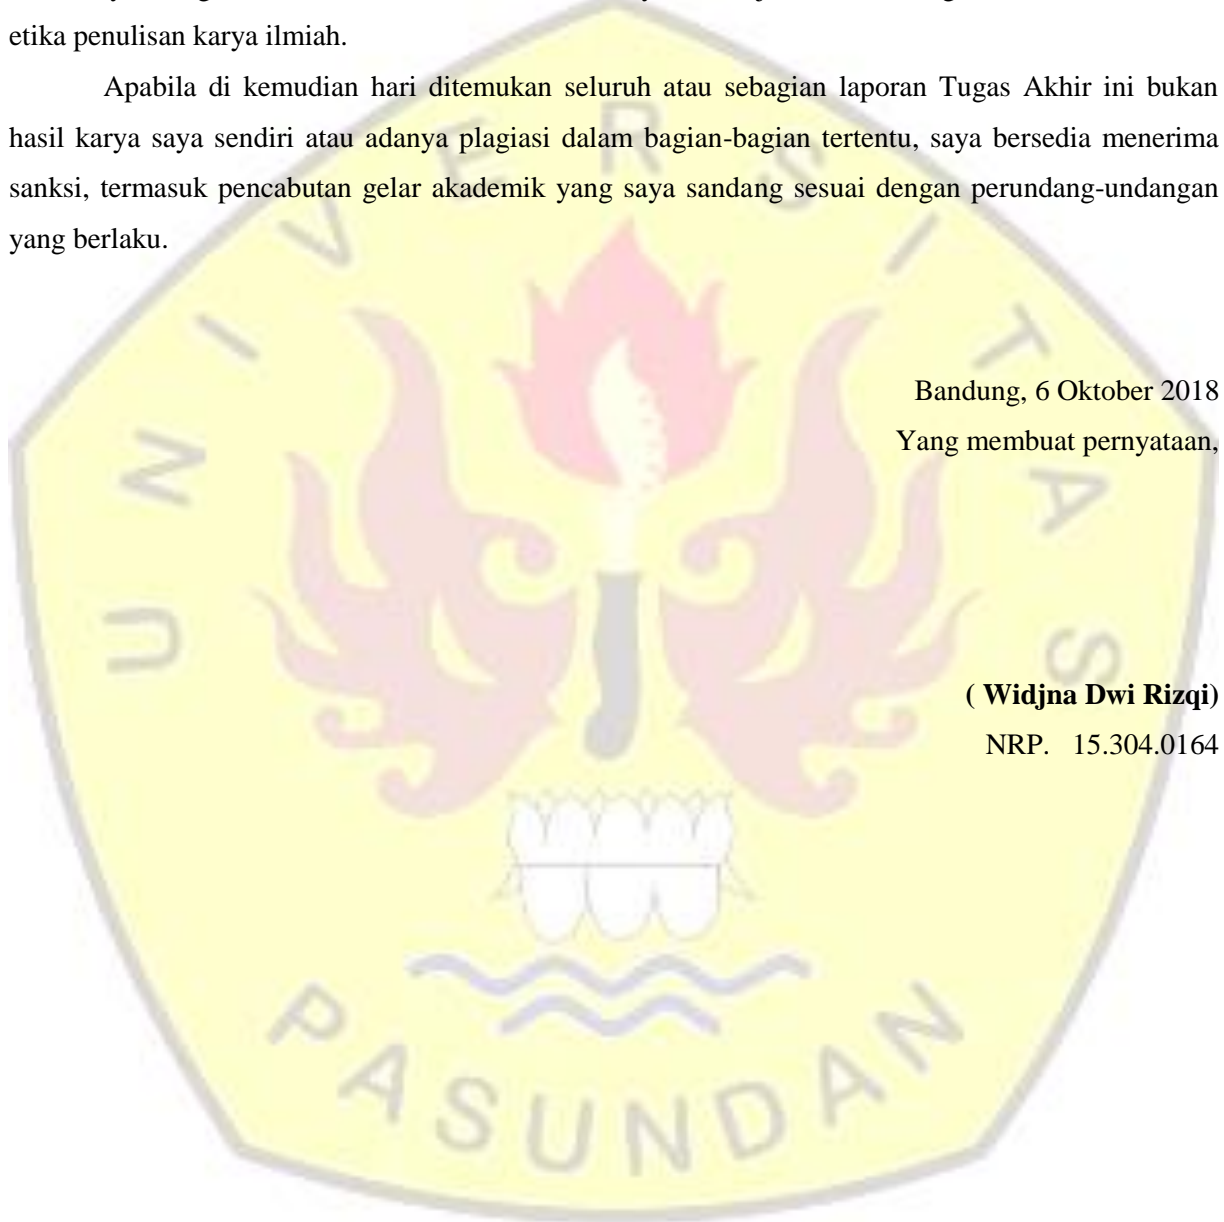 etika penulisan karya ilmiah.
Apabila di kemudian hari ditemukan seluruh atau sebagian laporan Tugas Akhir ini bukan
hasil karya saya sendiri atau adanya plagiasi dalam bagian-bagian tertentu, saya bersedia menerima
sanksi, termasuk pencabutan gelar akademik yang saya sandang sesuai dengan perundang-undangan
yang berlaku.
Bandung, 6 Oktober 2018
Yang membuat pernyataan,
( Widjna Dwi Rizqi)
NRP. 15.304.0164
UNIVERSITAS
PASUNDAN